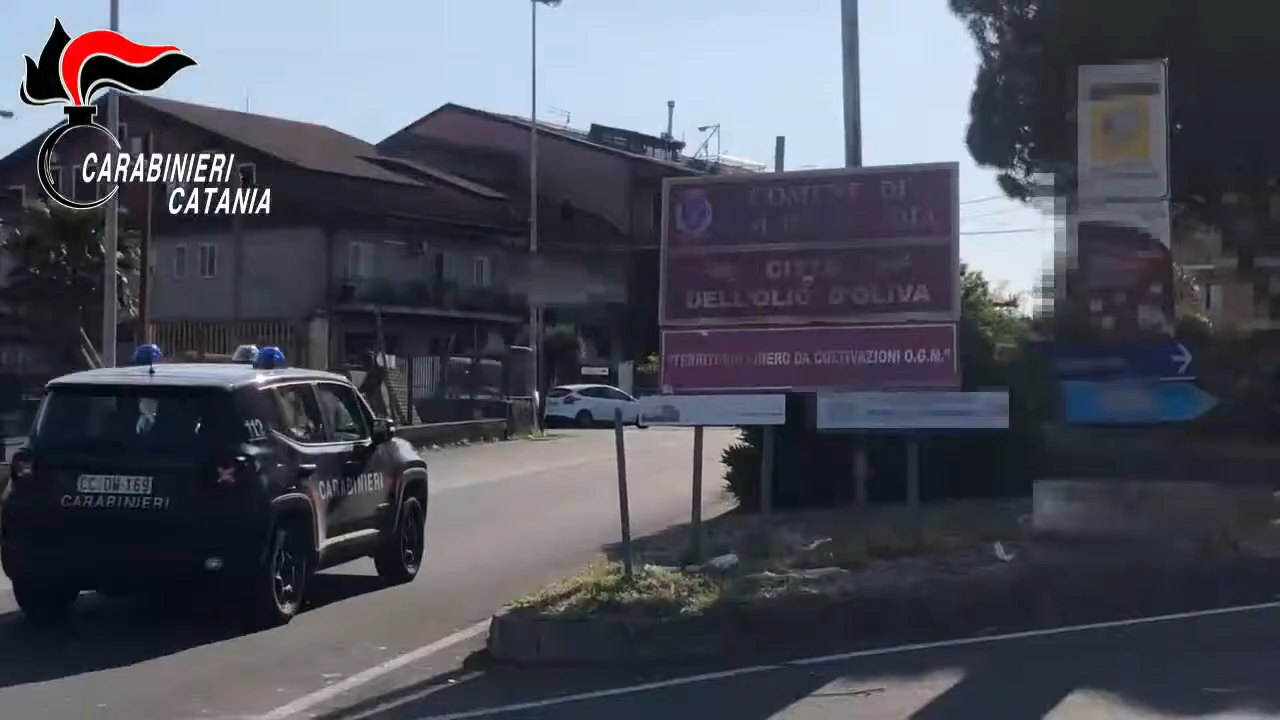 CARABINIERI
CATANIA
COMUNE DI
CITTÀ
DELL'OLIO D'OLIVA
"TERRITORIO LIBERO DA COLTIVAZIONI O.G.M."
112
CC DW 169
CARABINIERI
CARABINIERI